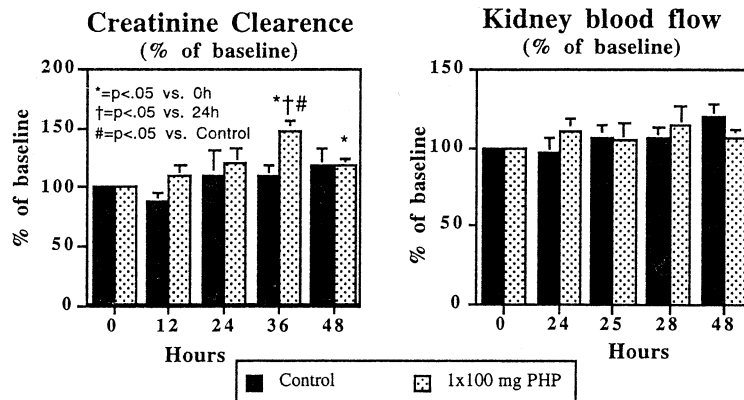 Creatinine Clearence
(% of baseline)
200
150
100
50
0
% of baseline
*=p<.05 vs. 0h
†=p<.05 vs. 24h
#=p<.05 vs. Control
*†#
*
0 12 24 36 48
Hours
Kidney blood flow
(% of baseline)
150
100
50
0
% of baseline
0 24 25 28 48
Hours
Control 1x100 mg PHP